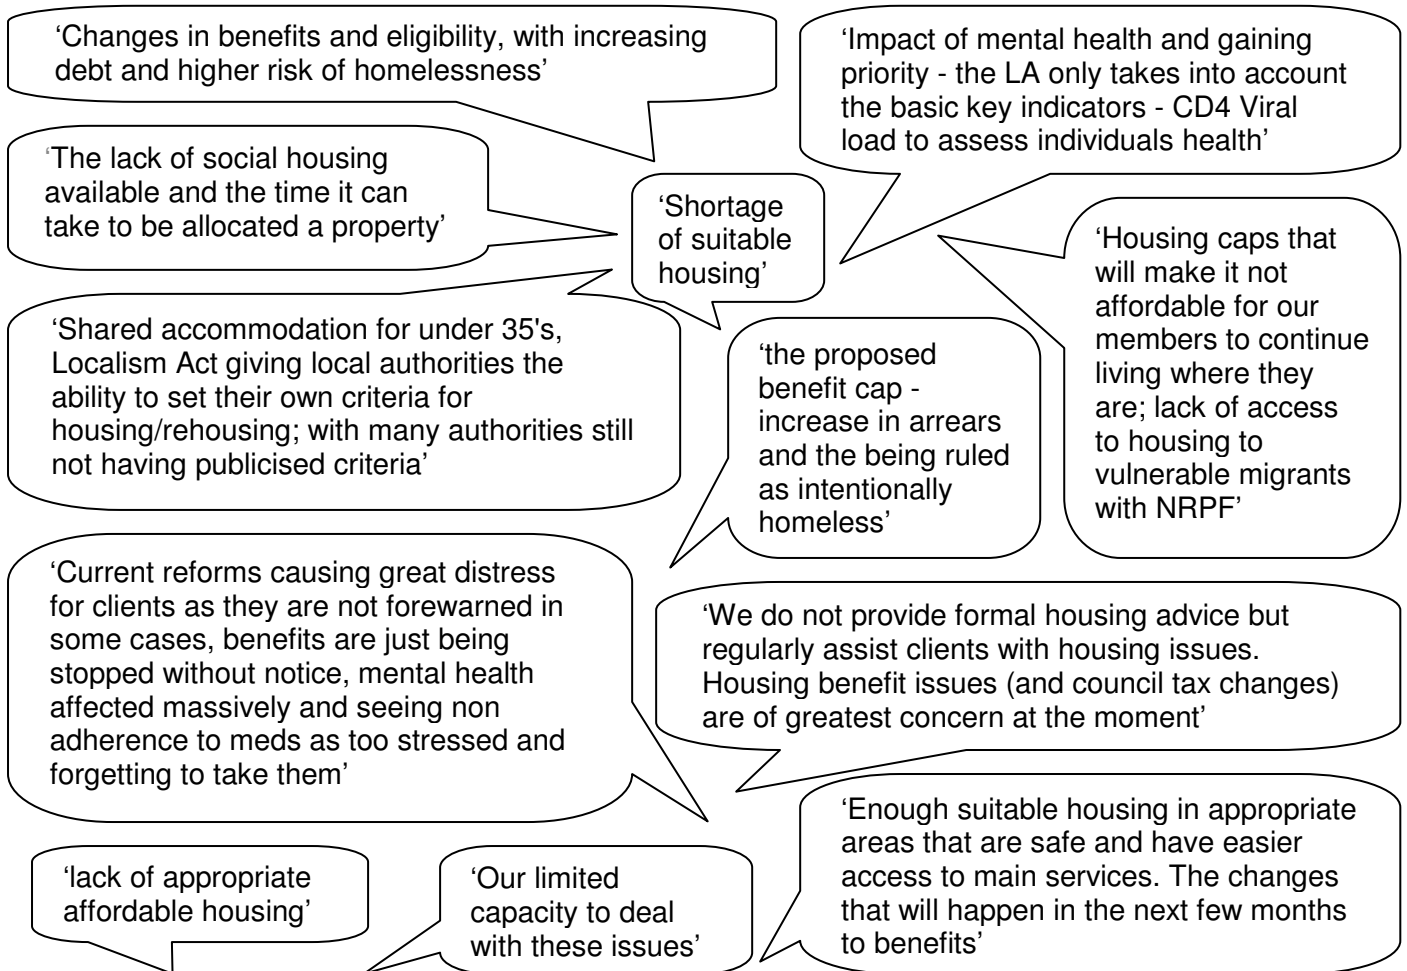 ‘Changes in benefits and eligibility, with increasing
debt and higher risk of homelessness’
‘Impact of mental health and gaining
priority - the LA only takes into account
the basic key indicators - CD4 Viral
load to assess individuals health’
‘The lack of social housing
available and the time it can
take to be allocated a property’
‘Shortage
of suitable
housing’
‘Housing caps that
will make it not
affordable for our
members to continue
living where they
are; lack of access
to housing to
vulnerable migrants
with NRPF’
‘Shared accommodation for under 35's,
Localism Act giving local authorities the
ability to set their own criteria for
housing/rehousing; with many authorities still
not having publicised criteria’
‘the proposed
benefit cap -
increase in arrears
and the being ruled
as intentionally
homeless’
‘Current reforms causing great distress
for clients as they are not forewarned in
some cases, benefits are just being
stopped without notice, mental health
affected massively and seeing non
adherence to meds as too stressed and
forgetting to take them’
‘We do not provide formal housing advice but
regularly assist clients with housing issues.
Housing benefit issues (and council tax changes)
are of greatest concern at the moment’
‘Enough suitable housing in appropriate
areas that are safe and have easier
access to main services. The changes
that will happen in the next few months
to benefits’
‘lack of appropriate
affordable housing’
‘Our limited
capacity to deal
with these issues’